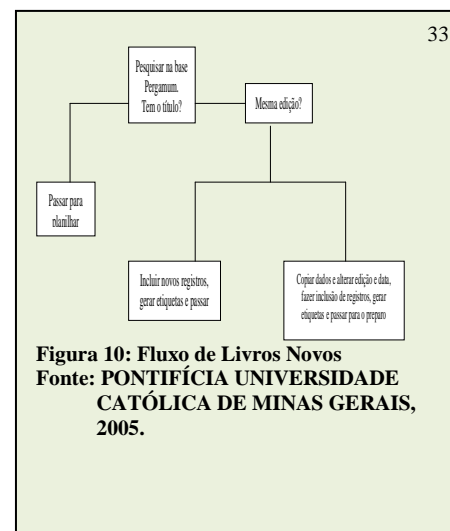 33
Pesquisar na base
Pergamum.
Tem o título?
Mesma edição?
Passar para
planilhar
Incluir novos registros,
gerar etiquetas e passar
Copiar dados e alterar edição e data,
fazer inclusão de registros, gerar
etiquetas e passar para o preparo
Figura 10: Fluxo de Livros Novos
Fonte: PONTIFÍCIA UNIVERSIDADE
CATÓLICA DE MINAS GERAIS,
2005.